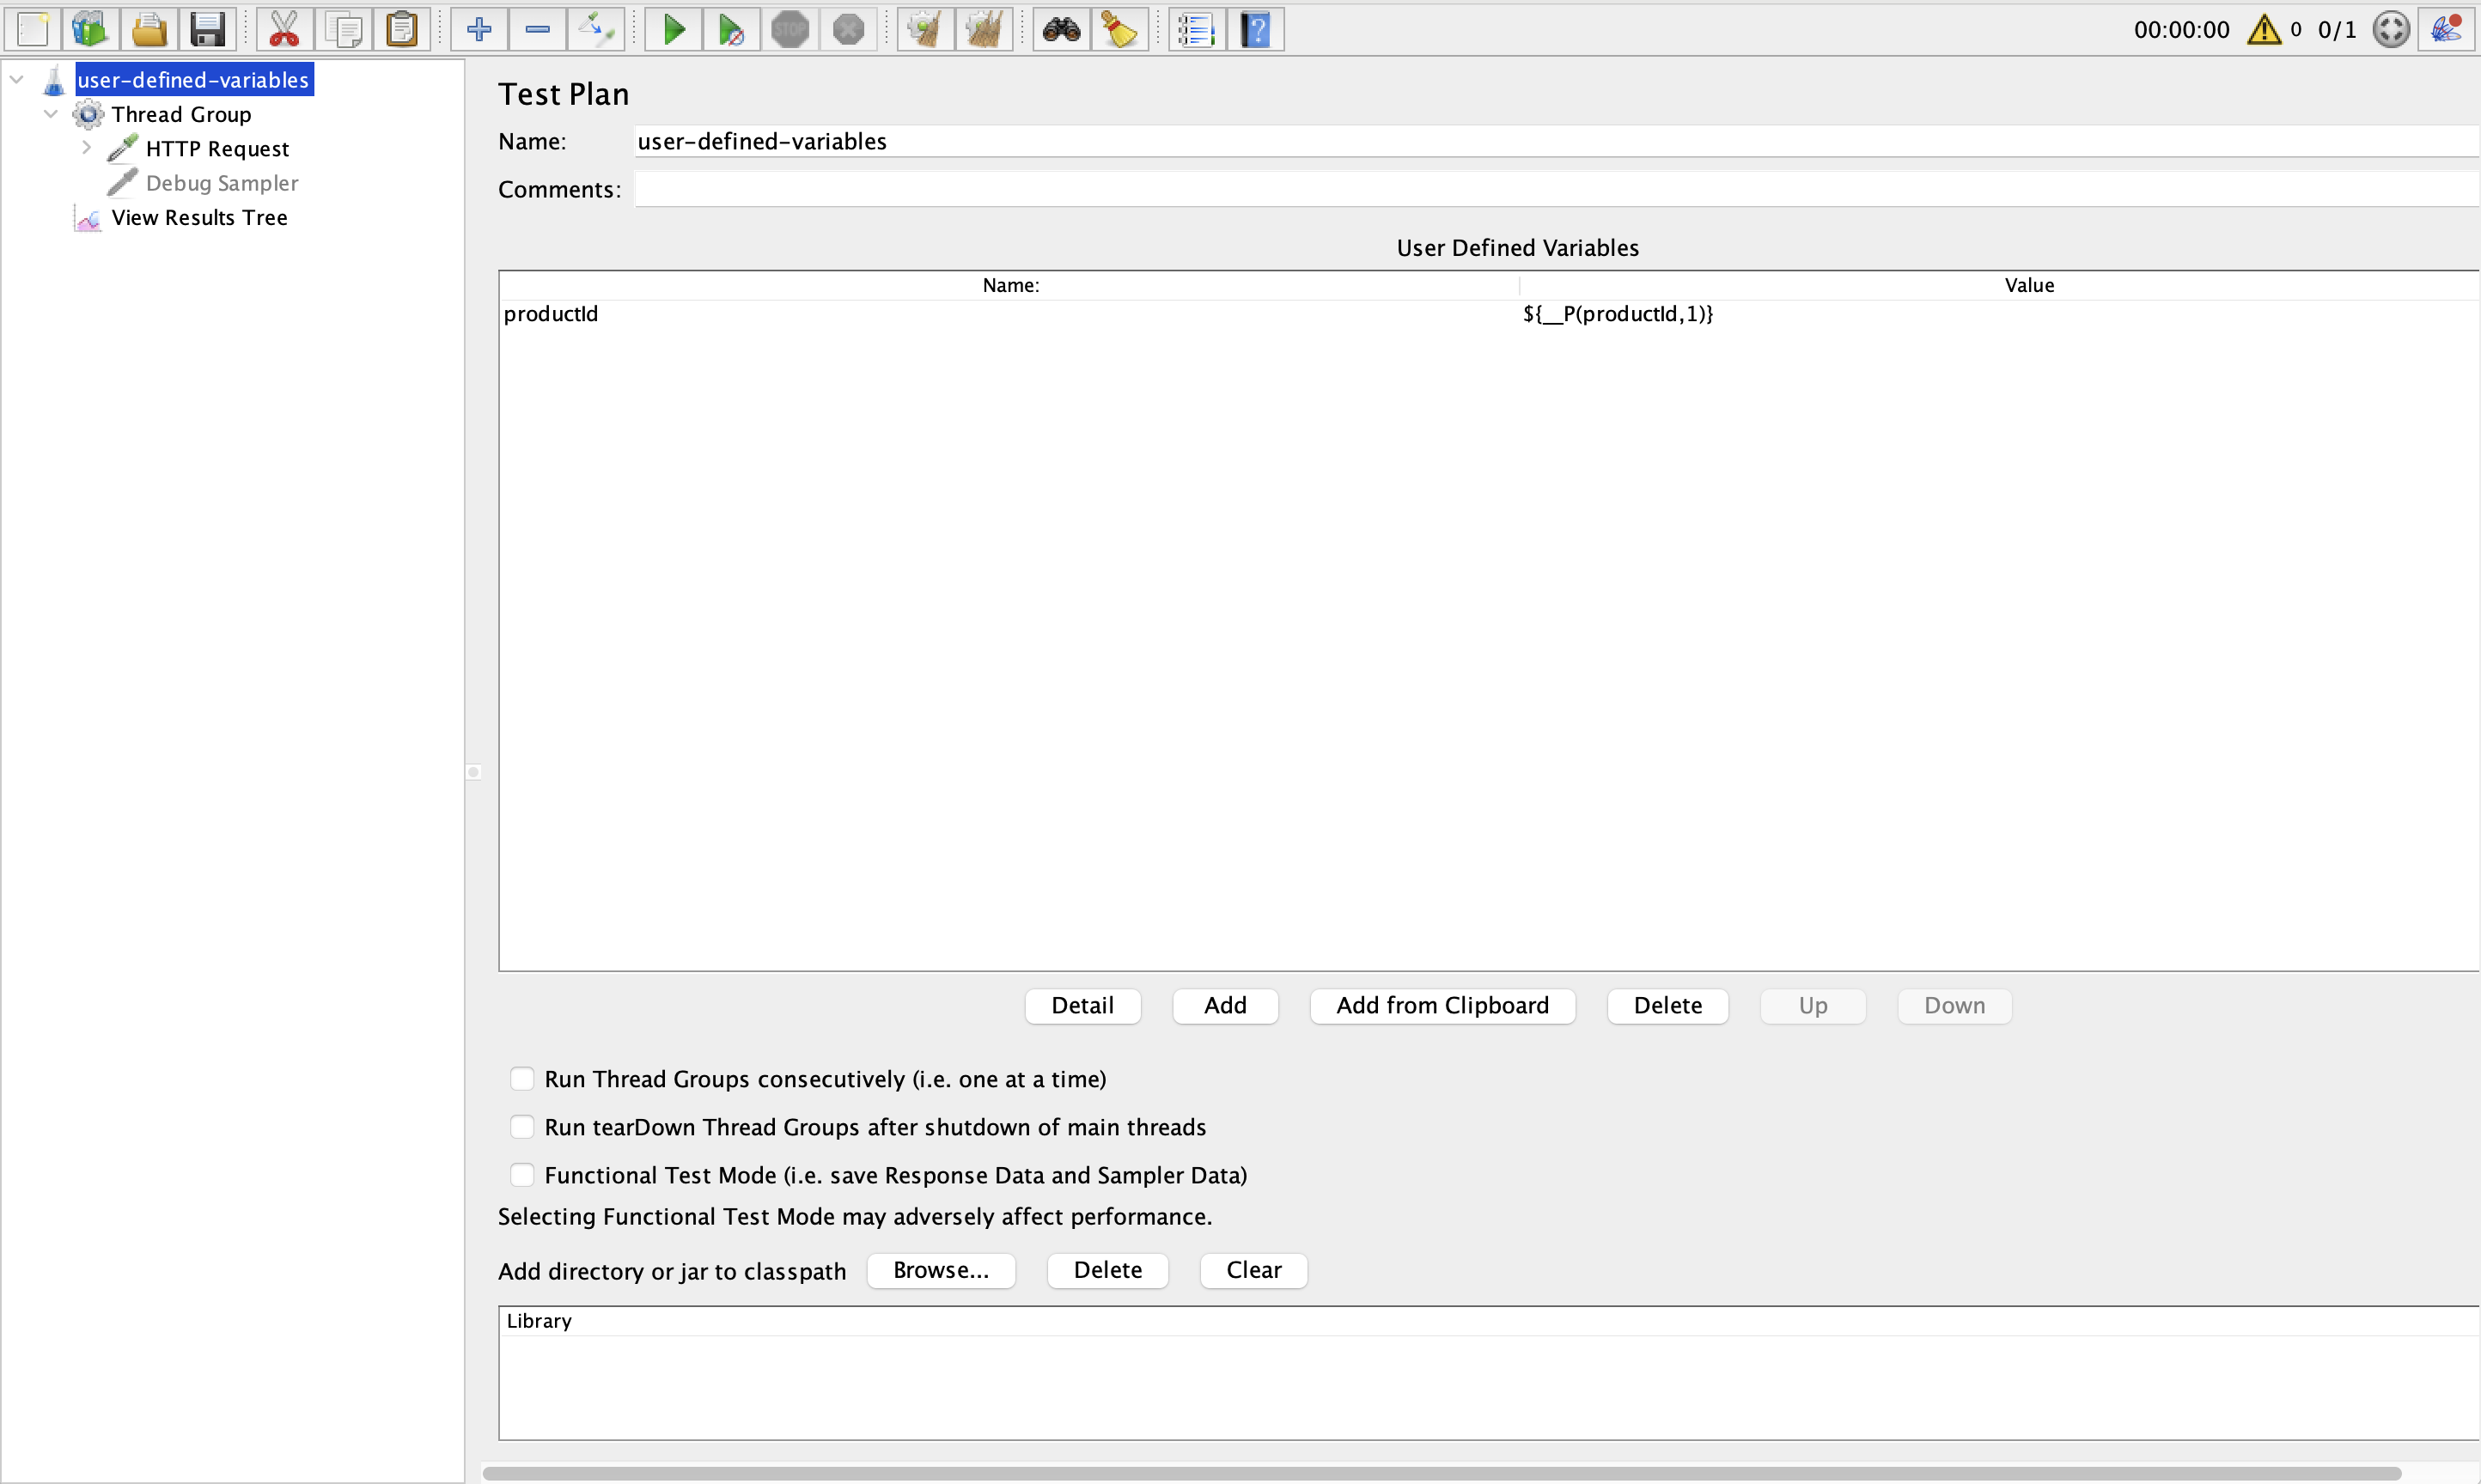 00:00:00 0 0/1
user-defined-variables
Thread Group
HTTP Request
Debug Sampler
View Results Tree
Test Plan
Name: user-defined-variables
Comments:
User Defined Variables
Name: Value
productId ${__P(productId,1)}
Detail Add Add from Clipboard Delete Up Down
Run Thread Groups consecutively (i.e. one at a time)
Run tearDown Thread Groups after shutdown of main threads
Functional Test Mode (i.e. save Response Data and Sampler Data)
Selecting Functional Test Mode may adversely affect performance.
Add directory or jar to classpath Browse... Delete Clear
Library